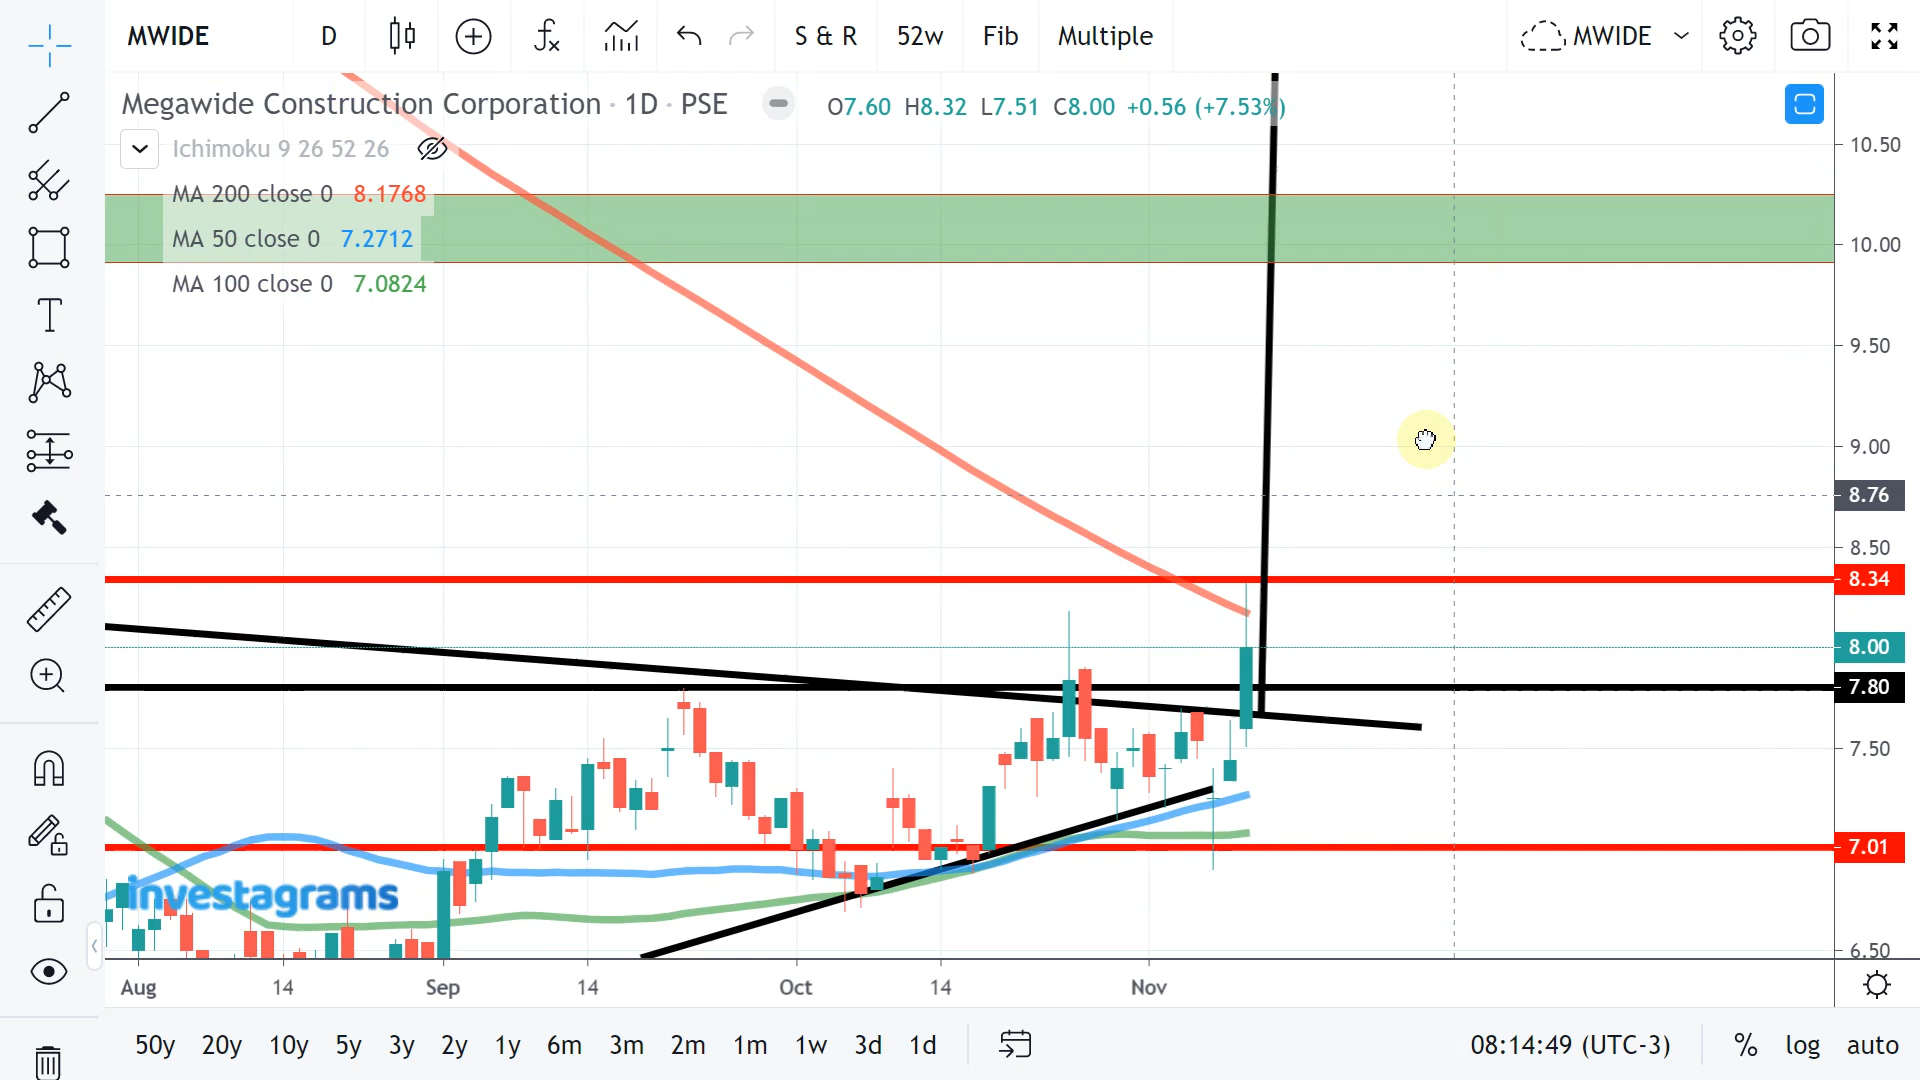 MWIDE D S & R 52w Fib Multiple MWIDE
Megawide Construction Corporation · 1D · PSE O7.60 H8.32 L7.51 C8.00 +0.56 (+7.53%)
Ichimoku 9 26 52 26
MA 200 close 0 8.1768
MA 50 close 0 7.2712
MA 100 close 0 7.0824
10.50
10.00
9.50
9.00
8.76
8.50
8.34
8.00
7.80
7.50
7.01
6.50
investagrams
Aug 14 Sep 14 Oct 14 Nov
50y 20y 10y 5y 3y 2y 1y 6m 3m 2m 1m 1w 3d 1d 08:14:49 (UTC-3) % log auto